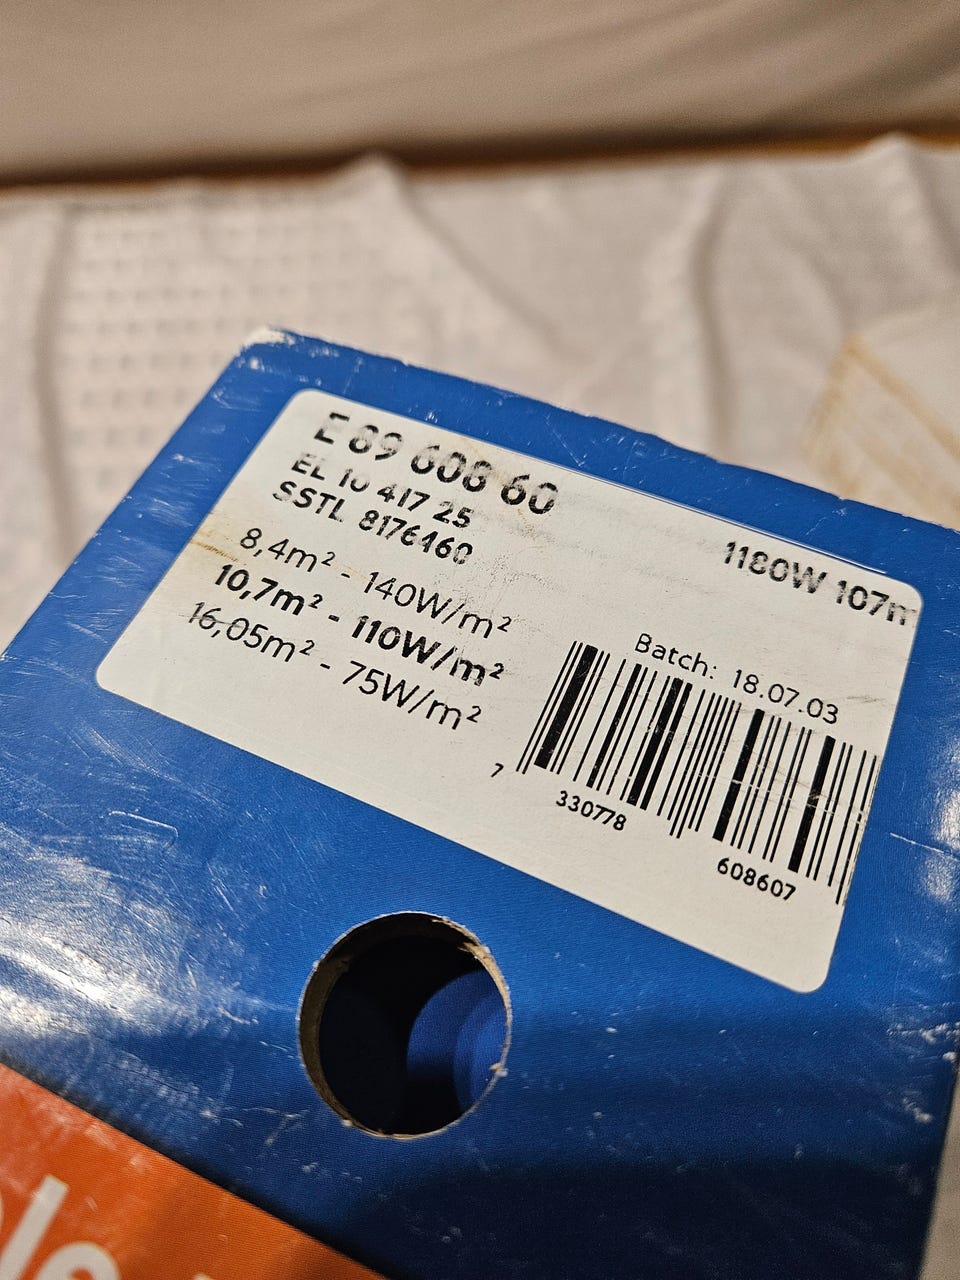 E 89 608 60
EL 10 417 25
SSTL 8176460
1180W 107m
8,4m² - 140W/m²
10,7m² - 110W/m²
16,05m² - 75W/m²
Batch: 18.07.03
7 330778 608607